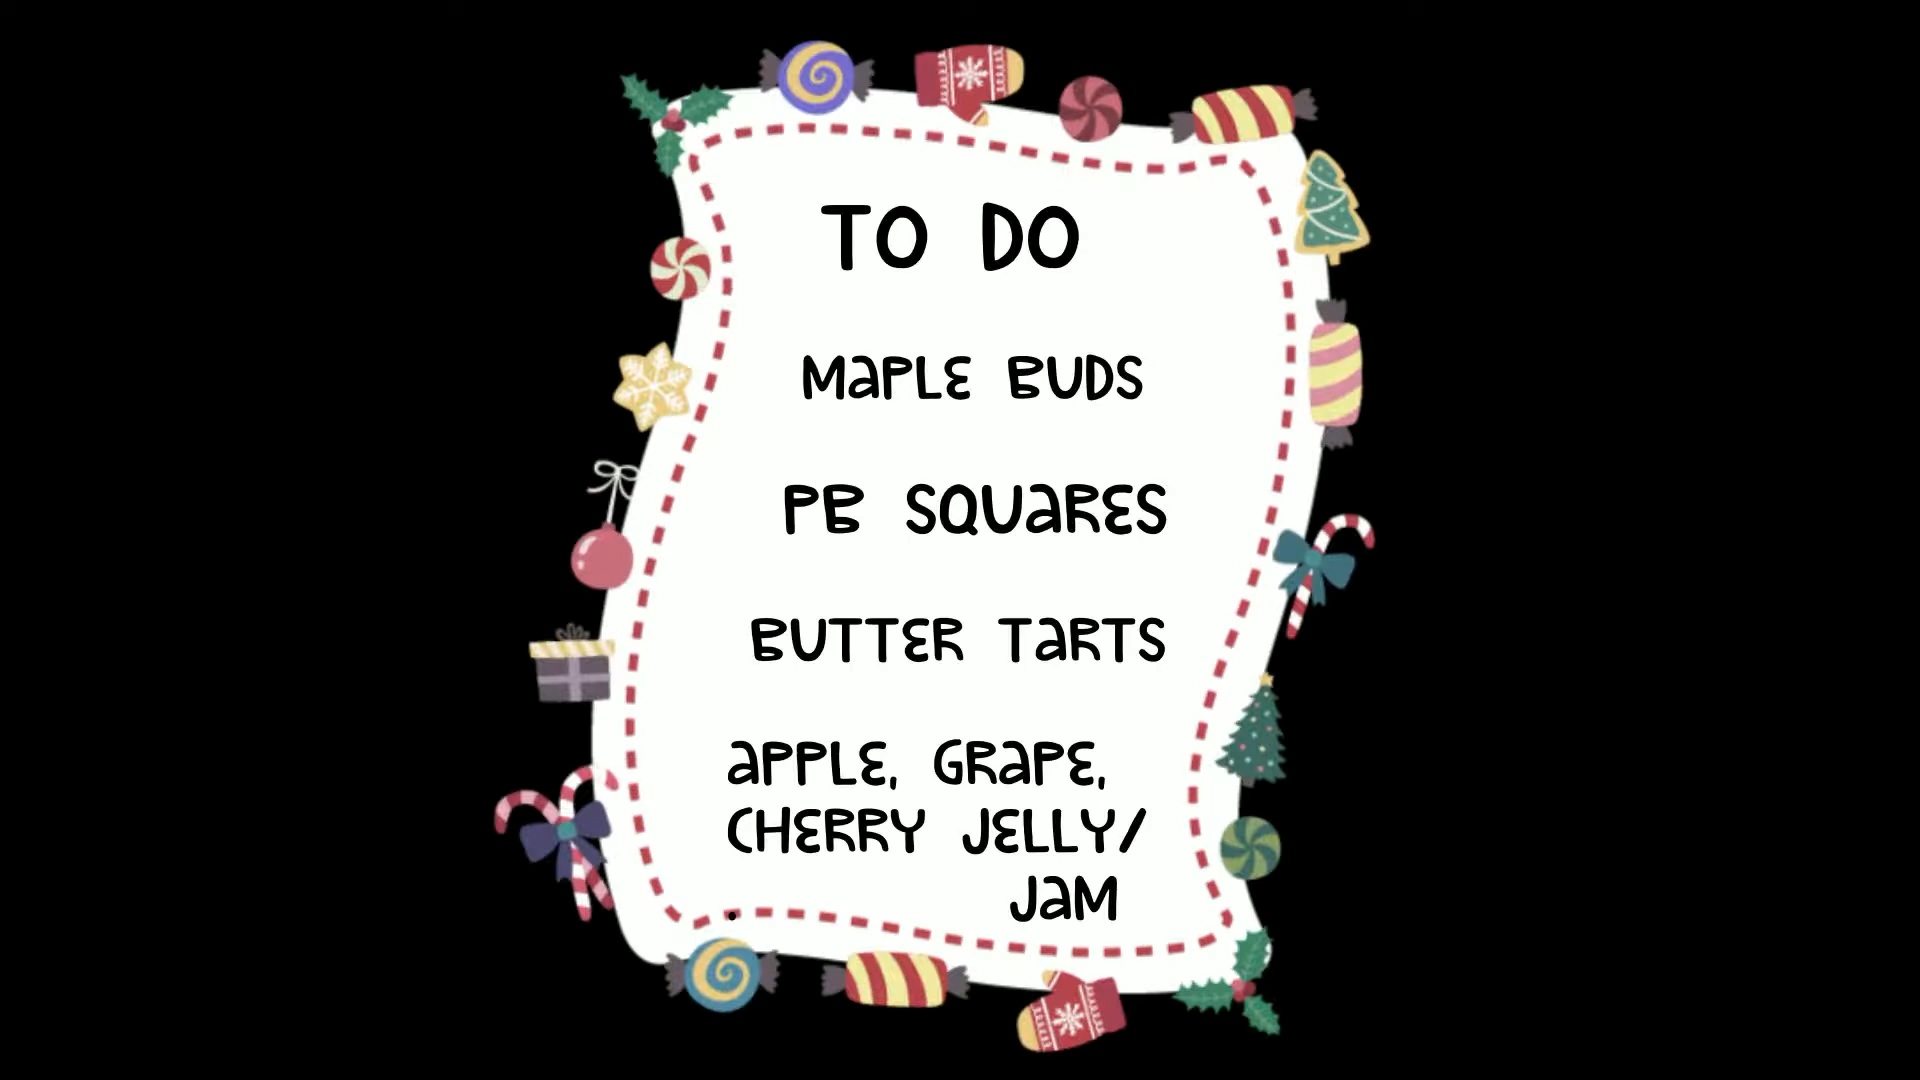 TO DO
MaPLE BUDS
PB SQUaRES
BUTTER TaRTS
aPPLE, GRaPE,
CHERRY JELLY/
JaM
.